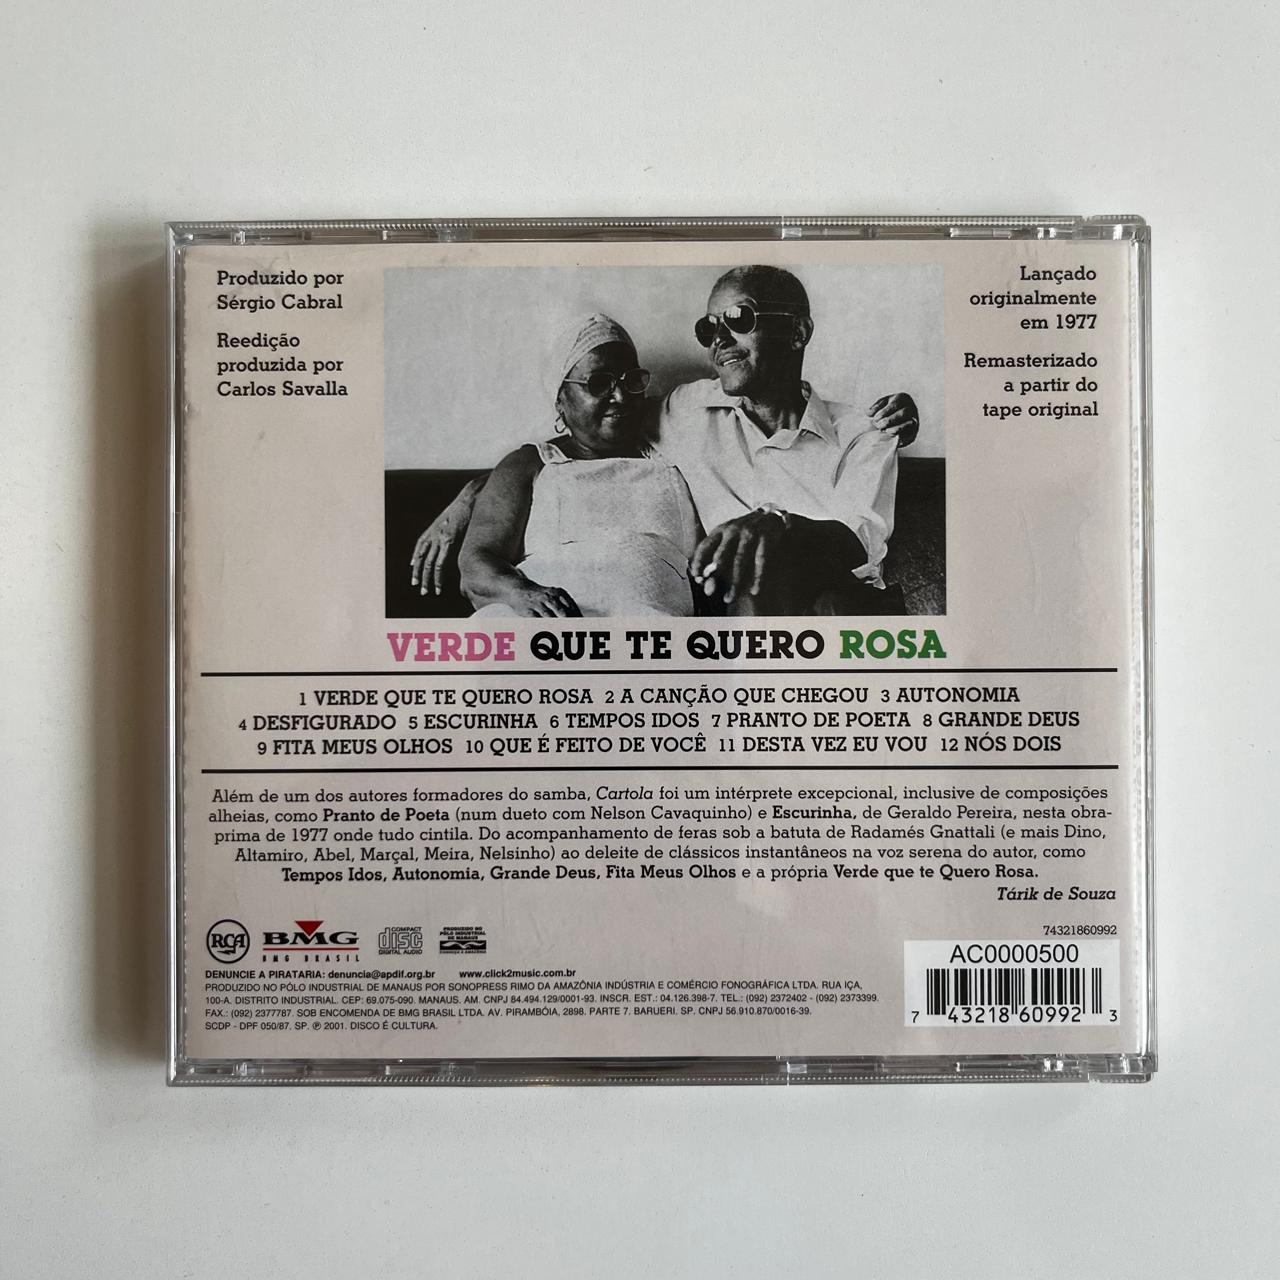 Produzido por
Sérgio Cabral
Reedição
produzida por
Carlos Savalla
Lançado
originalmente
em 1977
Remasterizado
a partir do
tape original
VERDE QUE TE QUERO ROSA
1 VERDE QUE TE QUERO ROSA 2 A CANÇÃO QUE CHEGOU 3 AUTONOMIA
4 DESFIGURADO 5 ESCURINHA 6 TEMPOS IDOS 7 PRANTO DE POETA 8 GRANDE DEUS
9 FITA MEUS OLHOS 10 QUE É FEITO DE VOCÊ 11 DESTA VEZ EU VOU 12 NÓS DOIS
Além de um dos autores formadores do samba, Cartola foi um intérprete excepcional, inclusive de composições
alheias, como Pranto de Poeta (num dueto com Nelson Cavaquinho) e Escurinha, de Geraldo Pereira, nesta obra-
prima de 1977 onde tudo cintila. Do acompanhamento de feras sob a batuta de Radamés Gnattali (e mais Dino,
Altamiro, Abel, Marçal, Meira, Nelsinho) ao deleite de clássicos instantâneos na voz serena do autor, como
Tempos Idos, Autonomia, Grande Deus, Fita Meus Olhos e a própria Verde que te Quero Rosa.
Tárik de Souza
RCA
BMG
BMG BRASIL
COMPACT
disc
DIGITAL AUDIO
PRODUZIDO NO
PÓLO INDUSTRIAL
DE MANAUS
CONHEÇA A AMAZÔNIA
74321860992
AC0000500
7 43218 60992 3
DENUNCIE A PIRATARIA: denuncia@apdif.org.br www.click2music.com.br
PRODUZIDO NO PÓLO INDUSTRIAL DE MANAUS POR SONOPRESS RIMO DA AMAZÔNIA INDÚSTRIA E COMÉRCIO FONOGRÁFICA LTDA. RUA IÇA,
100-A. DISTRITO INDUSTRIAL. CEP: 69.075-090. MANAUS. AM. CNPJ 84.494.129/0001-93. INSCR. EST.: 04.126.398-7. TEL.: (092) 2372402 - (092) 2373399.
FAX.: (092) 2377787. SOB ENCOMENDA DE BMG BRASIL LTDA. AV. PIRAMBÓIA, 2898. PARTE 7. BARUERI. SP. CNPJ 56.910.870/0016-39.
SCDP - DPF 050/87. SP. ℗ 2001. DISCO É CULTURA.